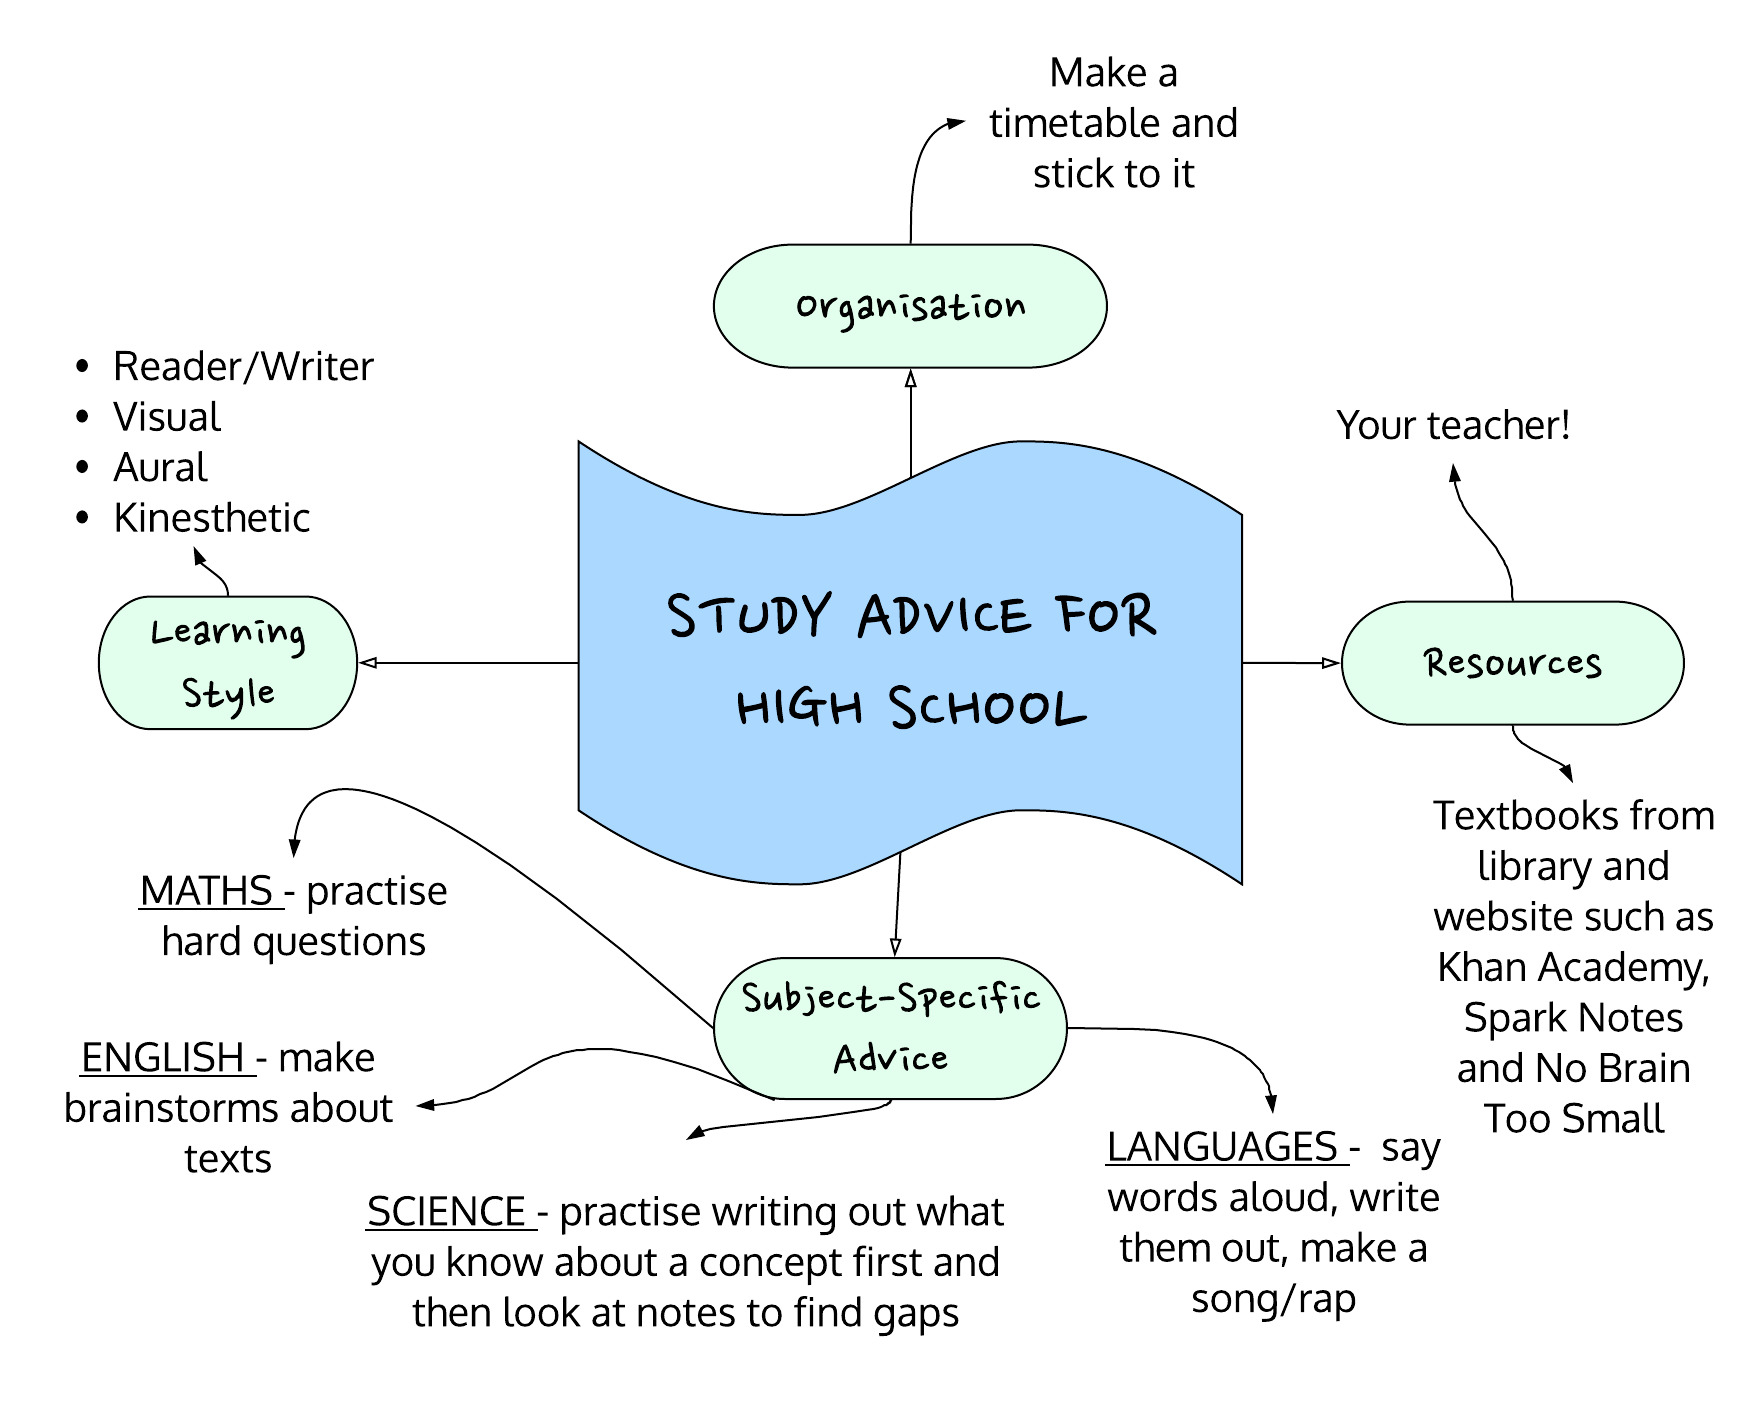 Make a
timetable and
stick to it
Organisation
• Reader/Writer
• Visual
• Aural
• Kinesthetic
Your teacher!
STUDY ADVICE FOR
HIGH SCHOOL
Learning
Style
Resources
Textbooks from
library and
website such as
Khan Academy,
Spark Notes
and No Brain
Too Small
MATHS - practise
hard questions
Subject-Specific
Advice
ENGLISH - make
brainstorms about
texts
SCIENCE - practise writing out what
you know about a concept first and
then look at notes to find gaps
LANGUAGES -  say
words aloud, write
them out, make a
song/rap